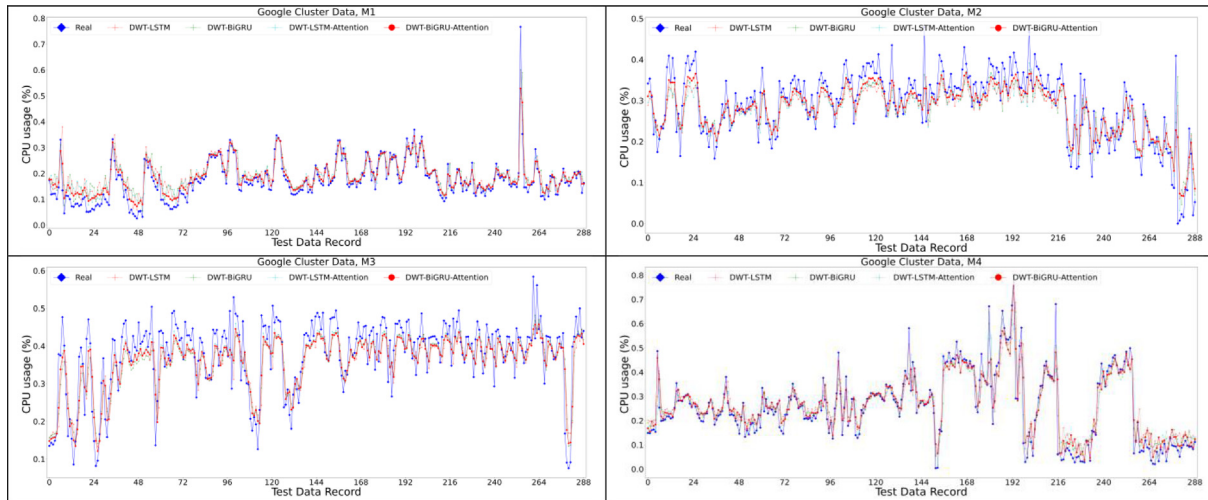 Google Cluster Data, M1
Real DWT-LSTM DWT-BiGRU DWT-LSTM-Attention DWT-BiGRU-Attention
CPU usage (%)
0.8
0.7
0.6
0.5
0.4
0.3
0.2
0.1
0.0
0 24 48 72 96 120 144 168 192 216 240 264 288
Test Data Record
Google Cluster Data, M2
Real DWT-LSTM DWT-BiGRU DWT-LSTM-Attention DWT-BiGRU-Attention
CPU usage (%)
0.5
0.4
0.3
0.2
0.1
0.0
0 24 48 72 96 120 144 168 192 216 240 264 288
Test Data Record
Google Cluster Data, M3
Real DWT-LSTM DWT-BiGRU DWT-LSTM-Attention DWT-BiGRU-Attention
CPU usage (%)
0.6
0.5
0.4
0.3
0.2
0.1
0 24 48 72 96 120 144 168 192 216 240 264 288
Test Data Record
Google Cluster Data, M4
Real DWT-LSTM DWT-BiGRU DWT-LSTM-Attention DWT-BiGRU-Attention
CPU usage (%)
0.8
0.7
0.6
0.5
0.4
0.3
0.2
0.1
0.0
0 24 48 72 96 120 144 168 192 216 240 264 288
Test Data Record